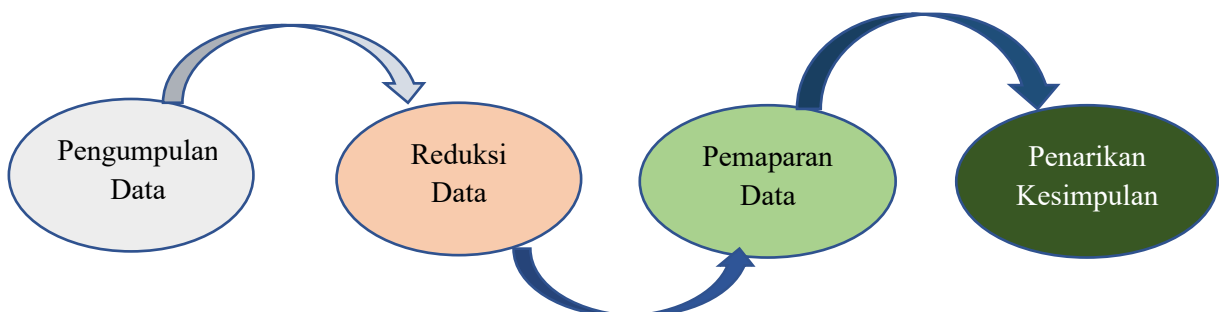 Pengumpulan
Data
Reduksi
Data
Pemaparan
Data
Penarikan
Kesimpulan